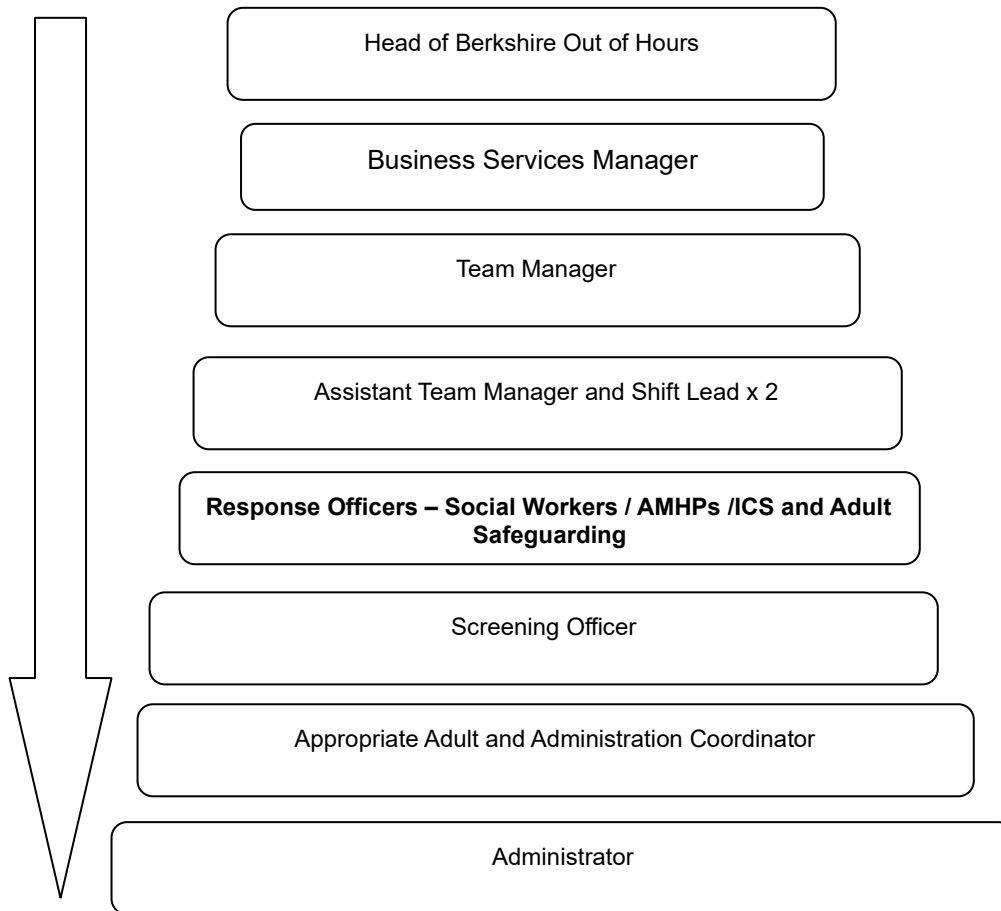 Head of Berkshire Out of Hours
Business Services Manager
Team Manager
Assistant Team Manager and Shift Lead x 2
Response Officers – Social Workers / AMHPs /ICS and Adult
Safeguarding
Screening Officer
Appropriate Adult and Administration Coordinator
Administrator